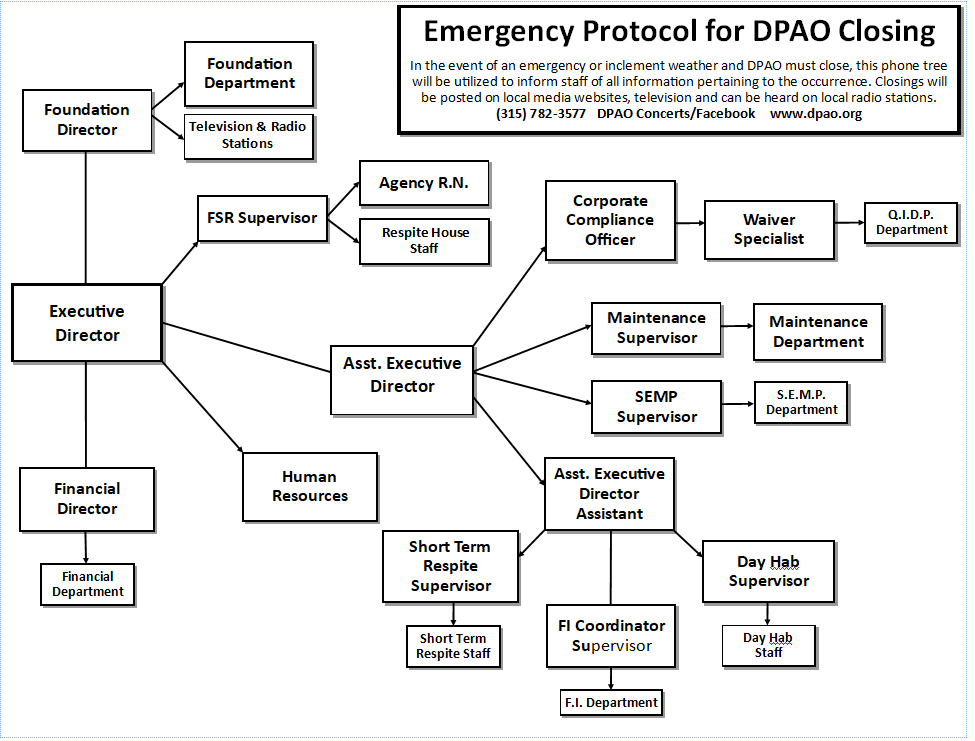 Emergency Protocol for DPAO Closing
In the event of an emergency or inclement weather and DPAO must close, this phone tree
will be utilized to inform staff of all information pertaining to the occurrence. Closings will
be posted on local media websites, television and can be heard on local radio stations.
(315) 782-3577 DPAO Concerts/Facebook www.dpao.org
Foundation
Department
Foundation
Director
Television & Radio
Stations
Agency R.N.
FSR Supervisor
Respite House
Staff
Corporate
Compliance
Officer
Waiver
Specialist
Q.I.D.P.
Department
Executive
Director
Maintenance
Supervisor
Maintenance
Department
Asst. Executive
Director
SEMP
Supervisor
S.E.M.P.
Department
Human
Resources
Financial
Director
Financial
Department
Asst. Executive
Director
Assistant
Short Term
Respite
Supervisor
Short Term
Respite Staff
FI Coordinator
Supervisor
F.I. Department
Day Hab
Supervisor
Day Hab
Staff